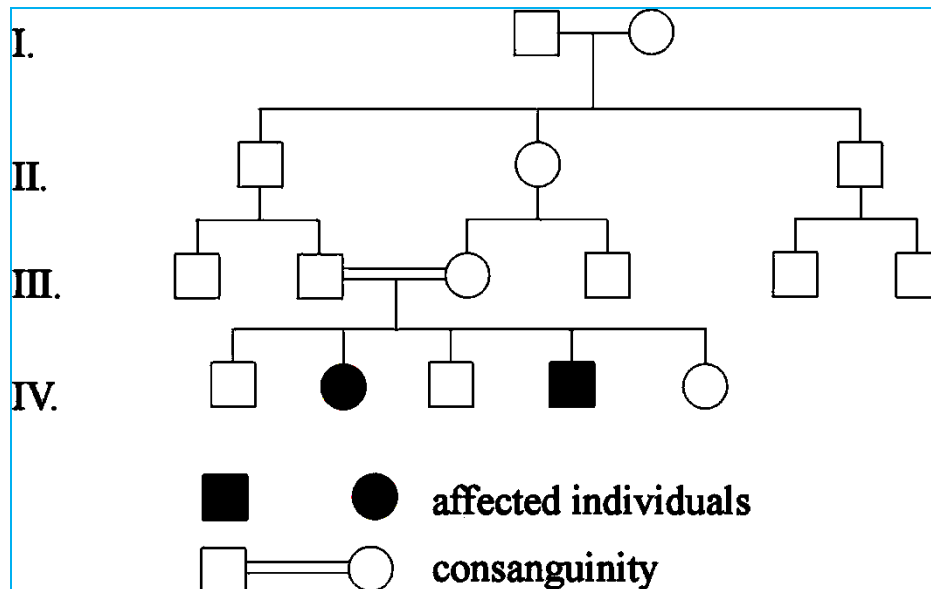 I.
II.
III.
IV.
affected individuals
consanguinity